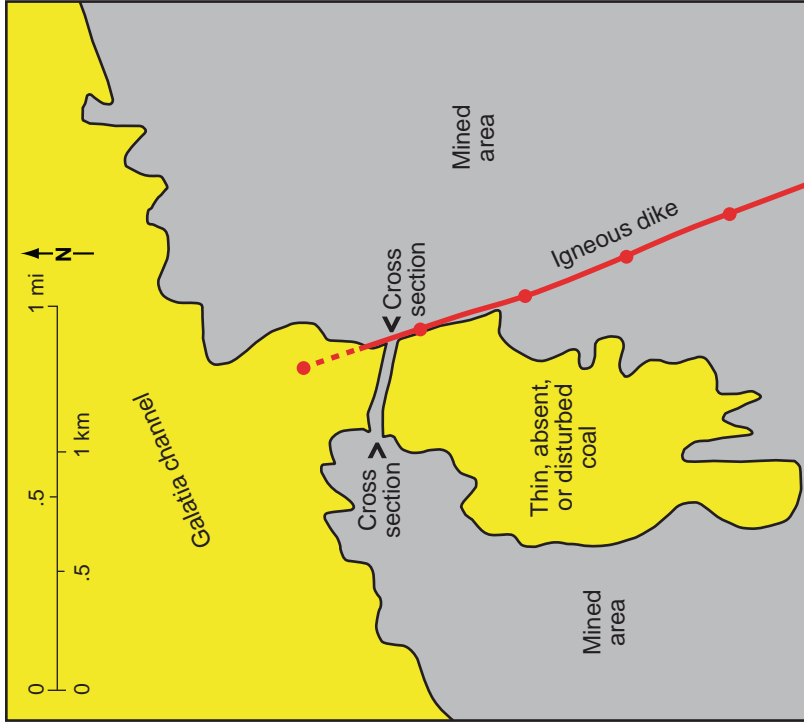 0 .5 1 mi
0 .5 1 km
N
Galatia channel
Cross
section
Cross
section
Mined
area
Igneous dike
Thin, absent,
or disturbed
coal
Mined
area